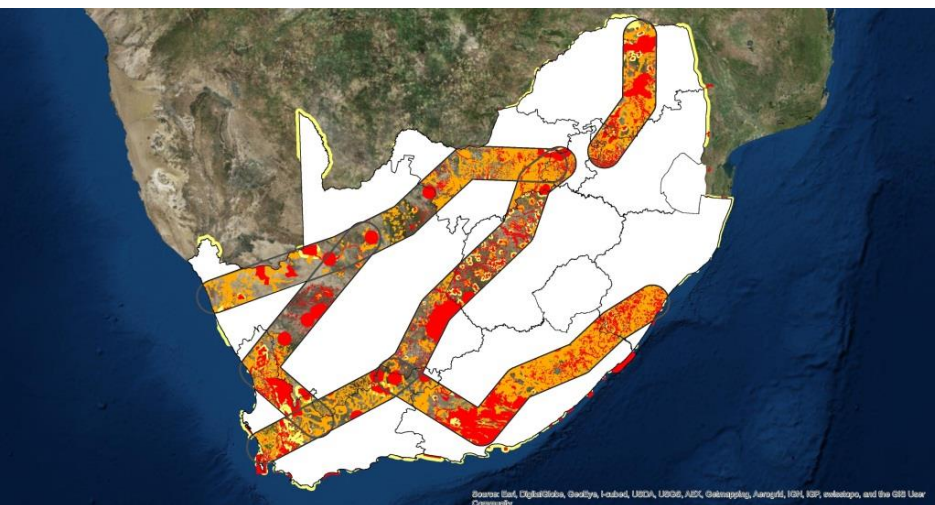 Source: Esri, DigitalGlobe, GeoEye, i-cubed, USDA, USGS, AEX, Getmapping, Aerogrid, IGN, IGP, swisstopo, and the GIS User
Community